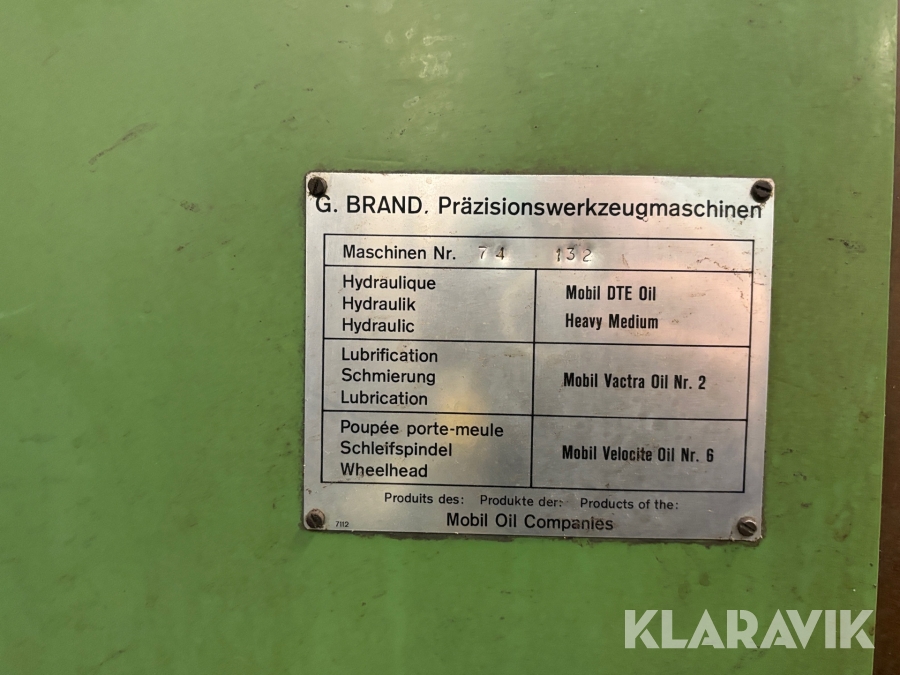 G. BRAND. Präzisionswerkzeugmaschinen
Maschinen Nr. 74 132
Hydraulique
Hydraulik
Hydraulic
Mobil DTE Oil
Heavy Medium
Lubrification
Schmierung
Lubrication
Mobil Vactra Oil Nr. 2
Poupée porte-meule
Schleifspindel
Wheelhead
Mobil Velocite Oil Nr. 6
Produits des: Produkte der: Products of the:
Mobil Oil Companies
7112
KLARAVIK